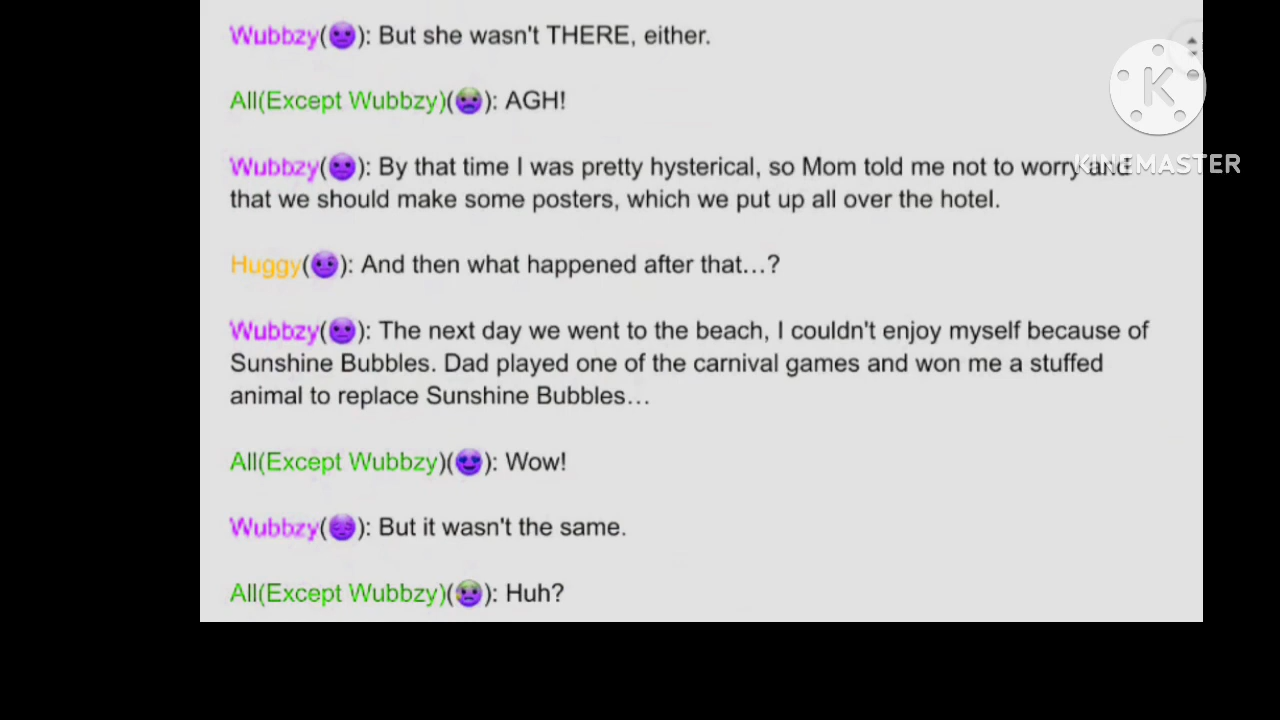 Wubbzy(😐): But she wasn't THERE, either.
All(Except Wubbzy)(☹): AGH!
Wubbzy(😐): By that time I was pretty hysterical, so Mom told me not to worry and
that we should make some posters, which we put up all over the hotel.
Huggy(😐): And then what happened after that…?
Wubbzy(😐): The next day we went to the beach, I couldn't enjoy myself because of
Sunshine Bubbles. Dad played one of the carnival games and won me a stuffed
animal to replace Sunshine Bubbles…
All(Except Wubbzy)(😍): Wow!
Wubbzy(😔): But it wasn't the same.
All(Except Wubbzy)(😥): Huh?
K
KINEMASTER